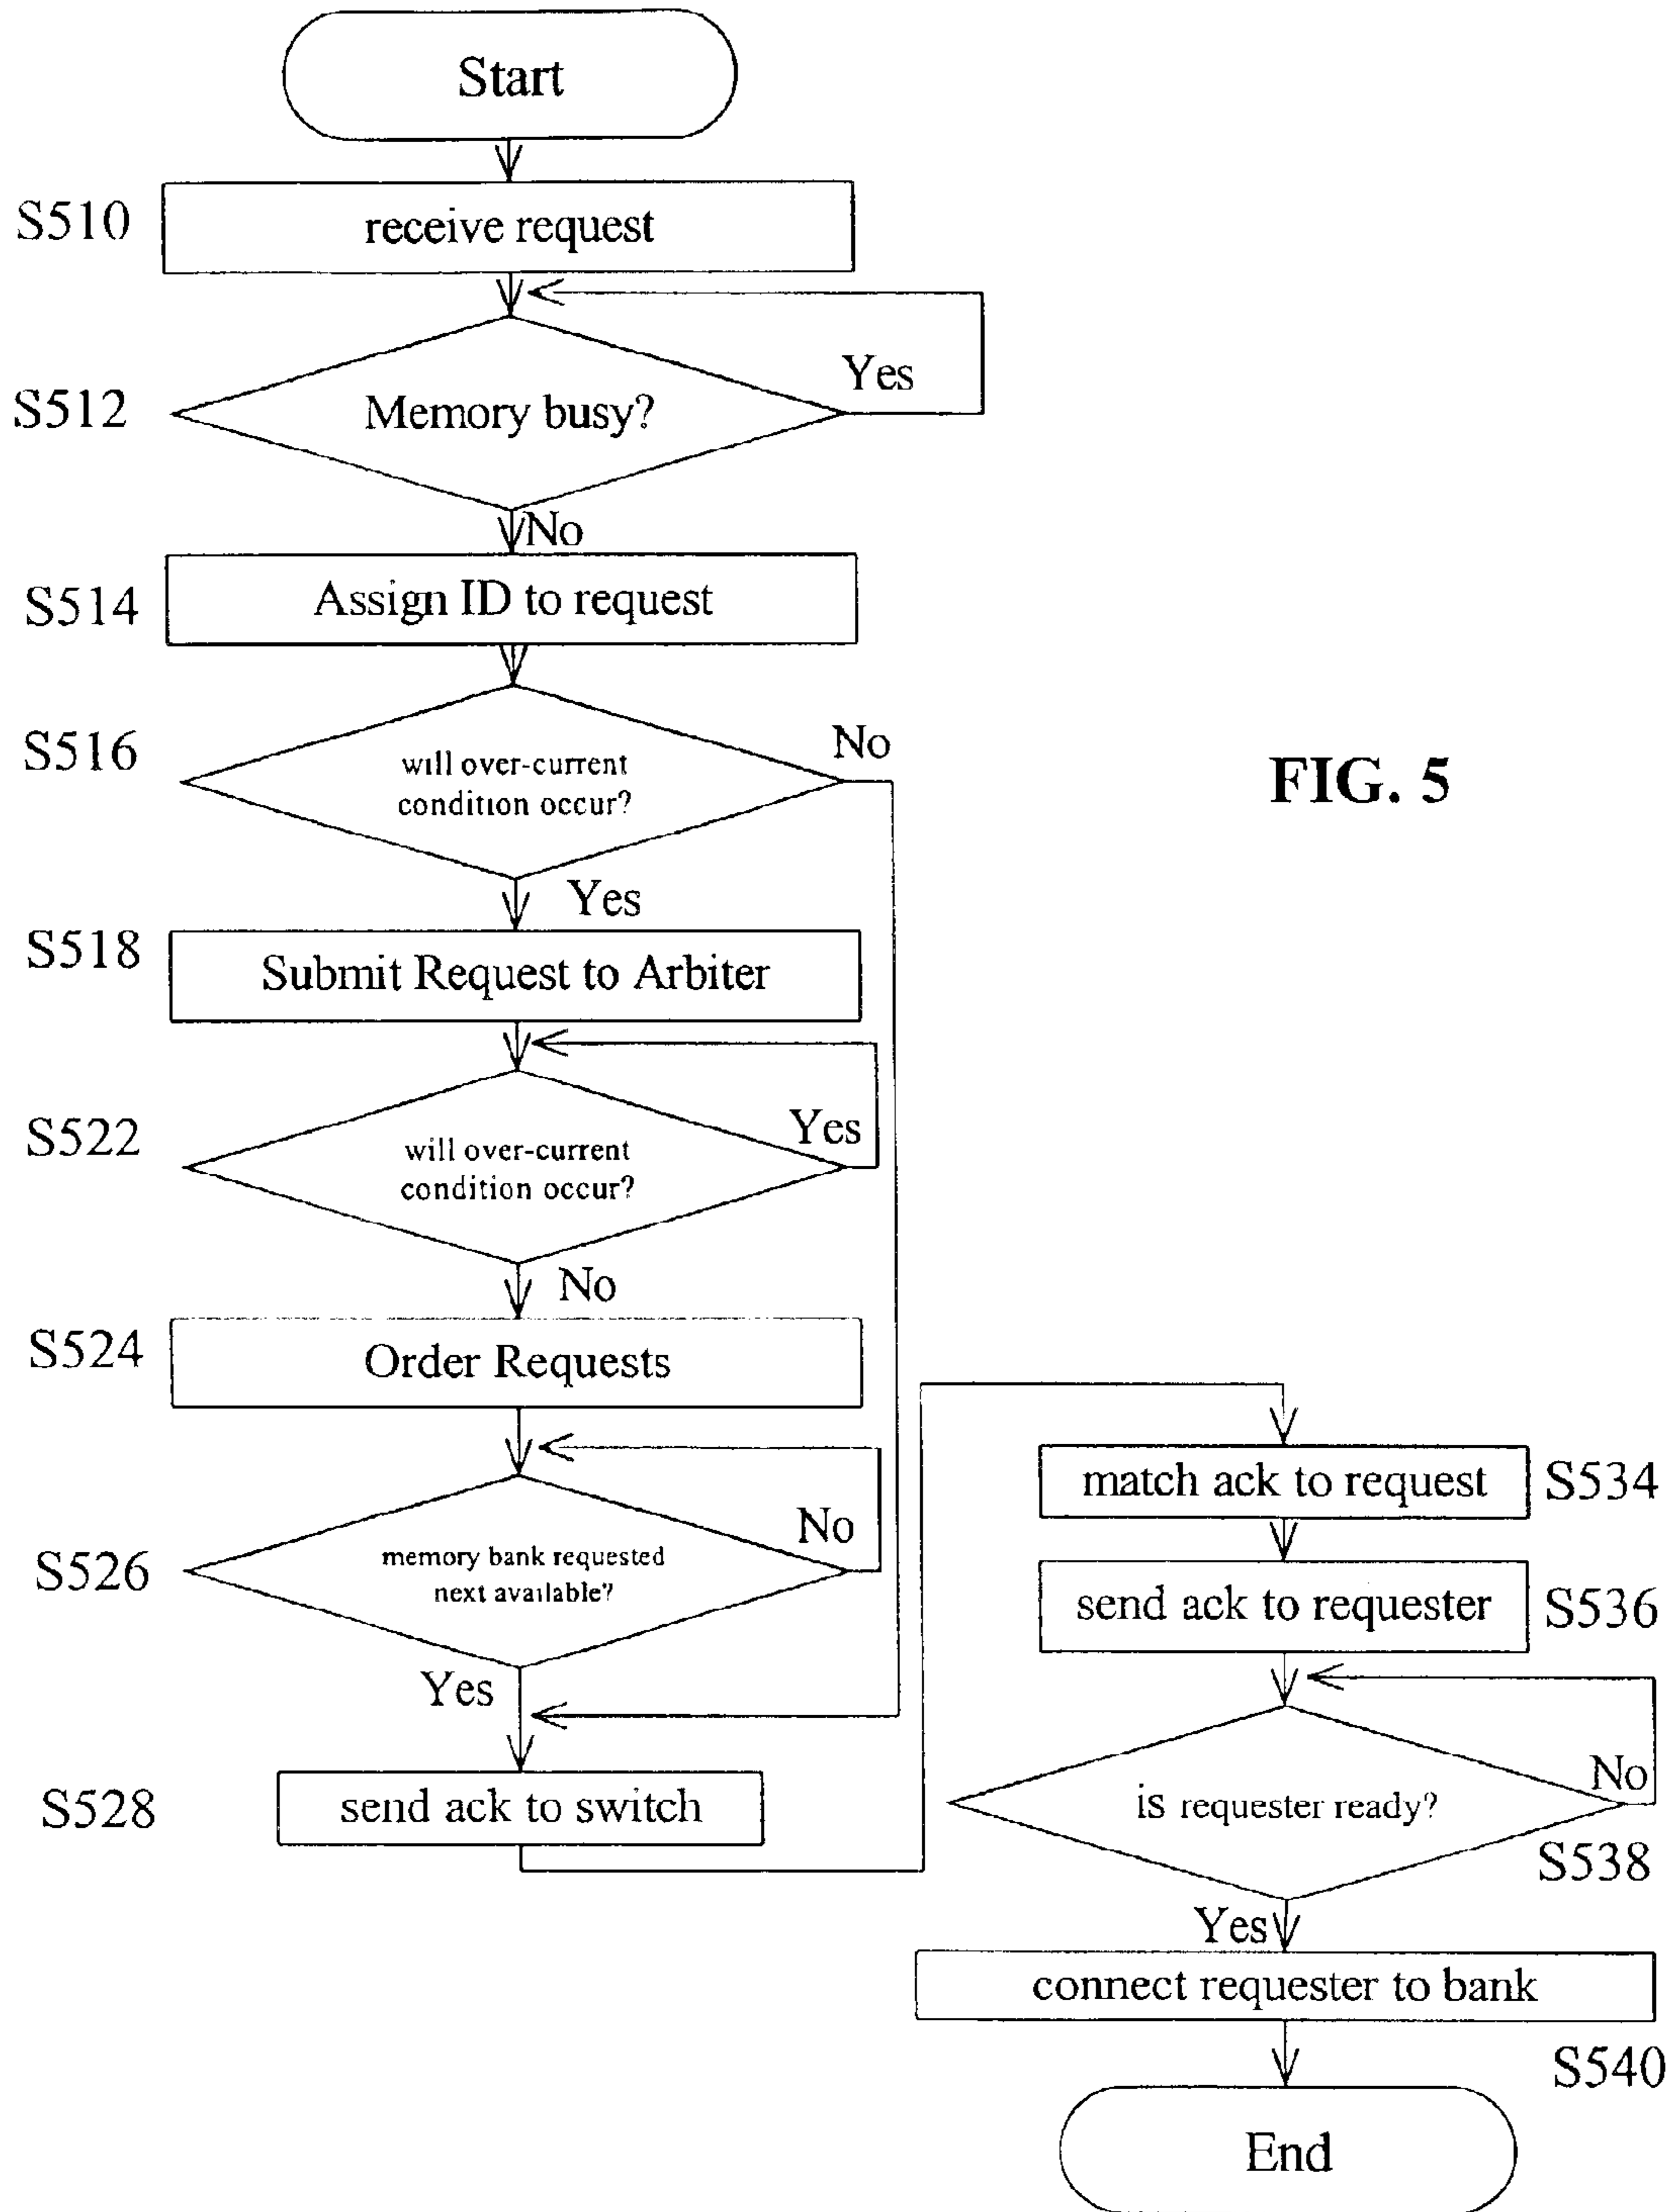 Start
S510
receive request
S512
Memory busy?
Yes
No
S514
Assign ID to request
S516
will over-current
condition occur?
No
Yes
S518
Submit Request to Arbiter
S522
will over-current
condition occur?
Yes
No
S524
Order Requests
S526
memory bank requested
next available?
No
Yes
S528
send ack to switch
FIG. 5
match ack to request
S534
send ack to requester
S536
is requester ready?
No
S538
Yes
connect requester to bank
S540
End